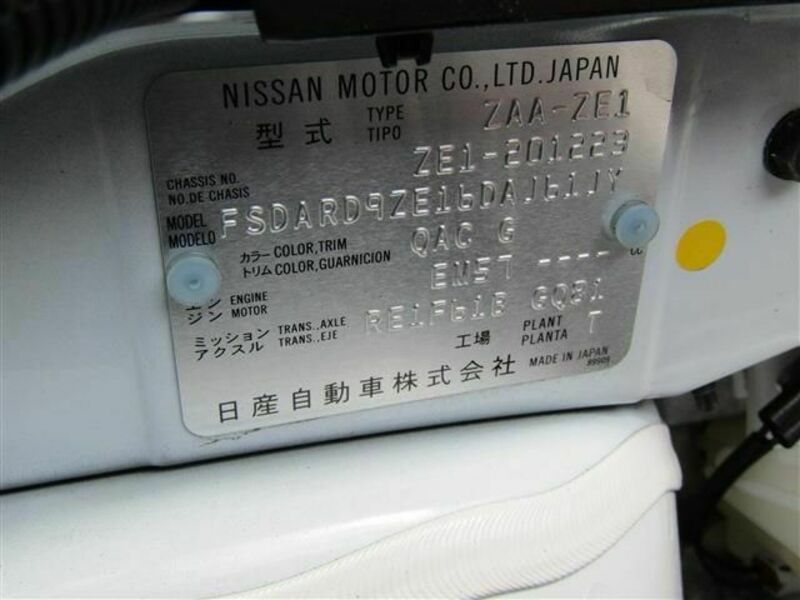 NISSAN MOTOR CO.,LTD.JAPAN
型式 TYPE TIPO ZAA-ZE1
CHASSIS NO. NO.DE CHASIS ZE1-201223
MODEL MODELO FSDARD9ZE16DAJ61JY
カラー COLOR,TRIM トリム COLOR,GUARNICION QAC G
エンジン ENGINE MOTOR EM57 ---- cc
ミッション アクスル TRANS.,AXLE TRANS.,EJE RE1F61B GQ81
工場 PLANT PLANTA T
日産自動車株式会社 MADE IN JAPAN